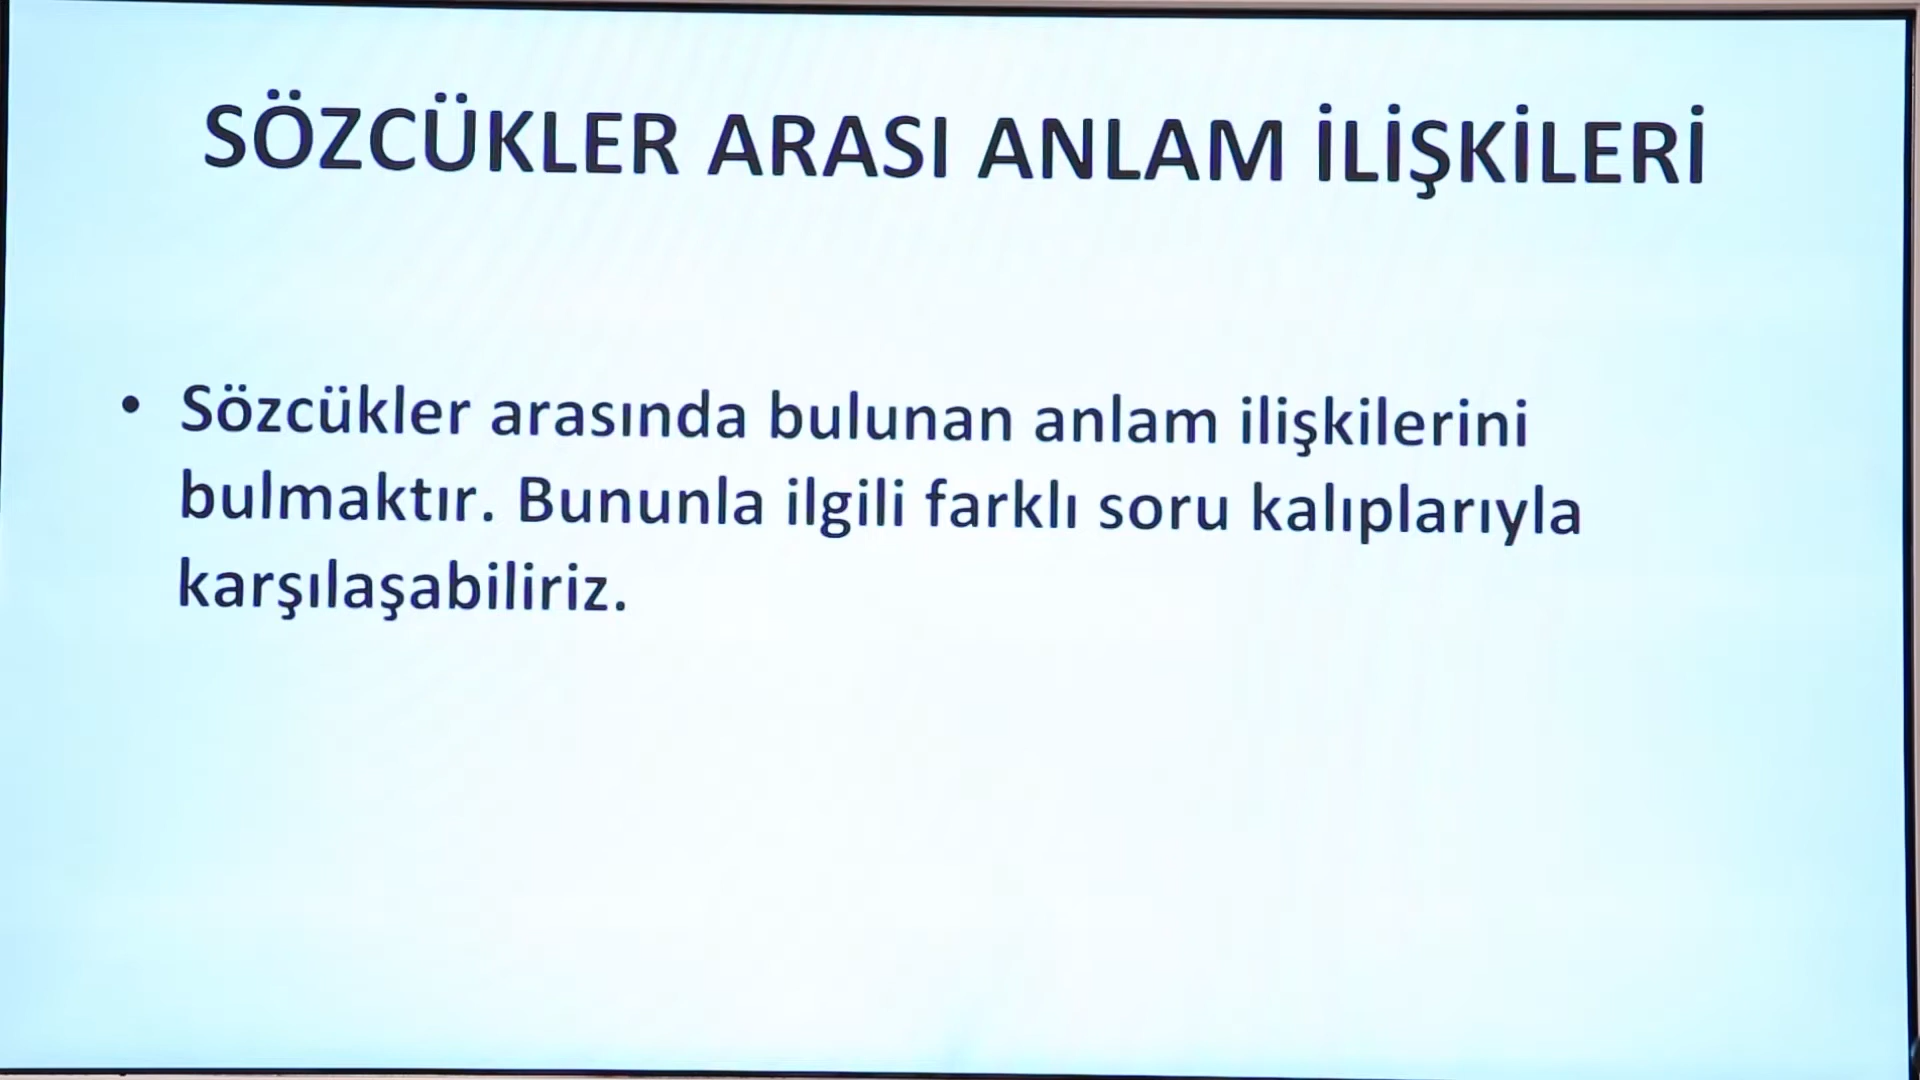 SÖZCÜKLER ARASI ANLAM İLİŞKİLERİ
• Sözcükler arasında bulunan anlam ilişkilerini
bulmaktır. Bununla ilgili farklı soru kalıplarıyla
karşılaşabiliriz.